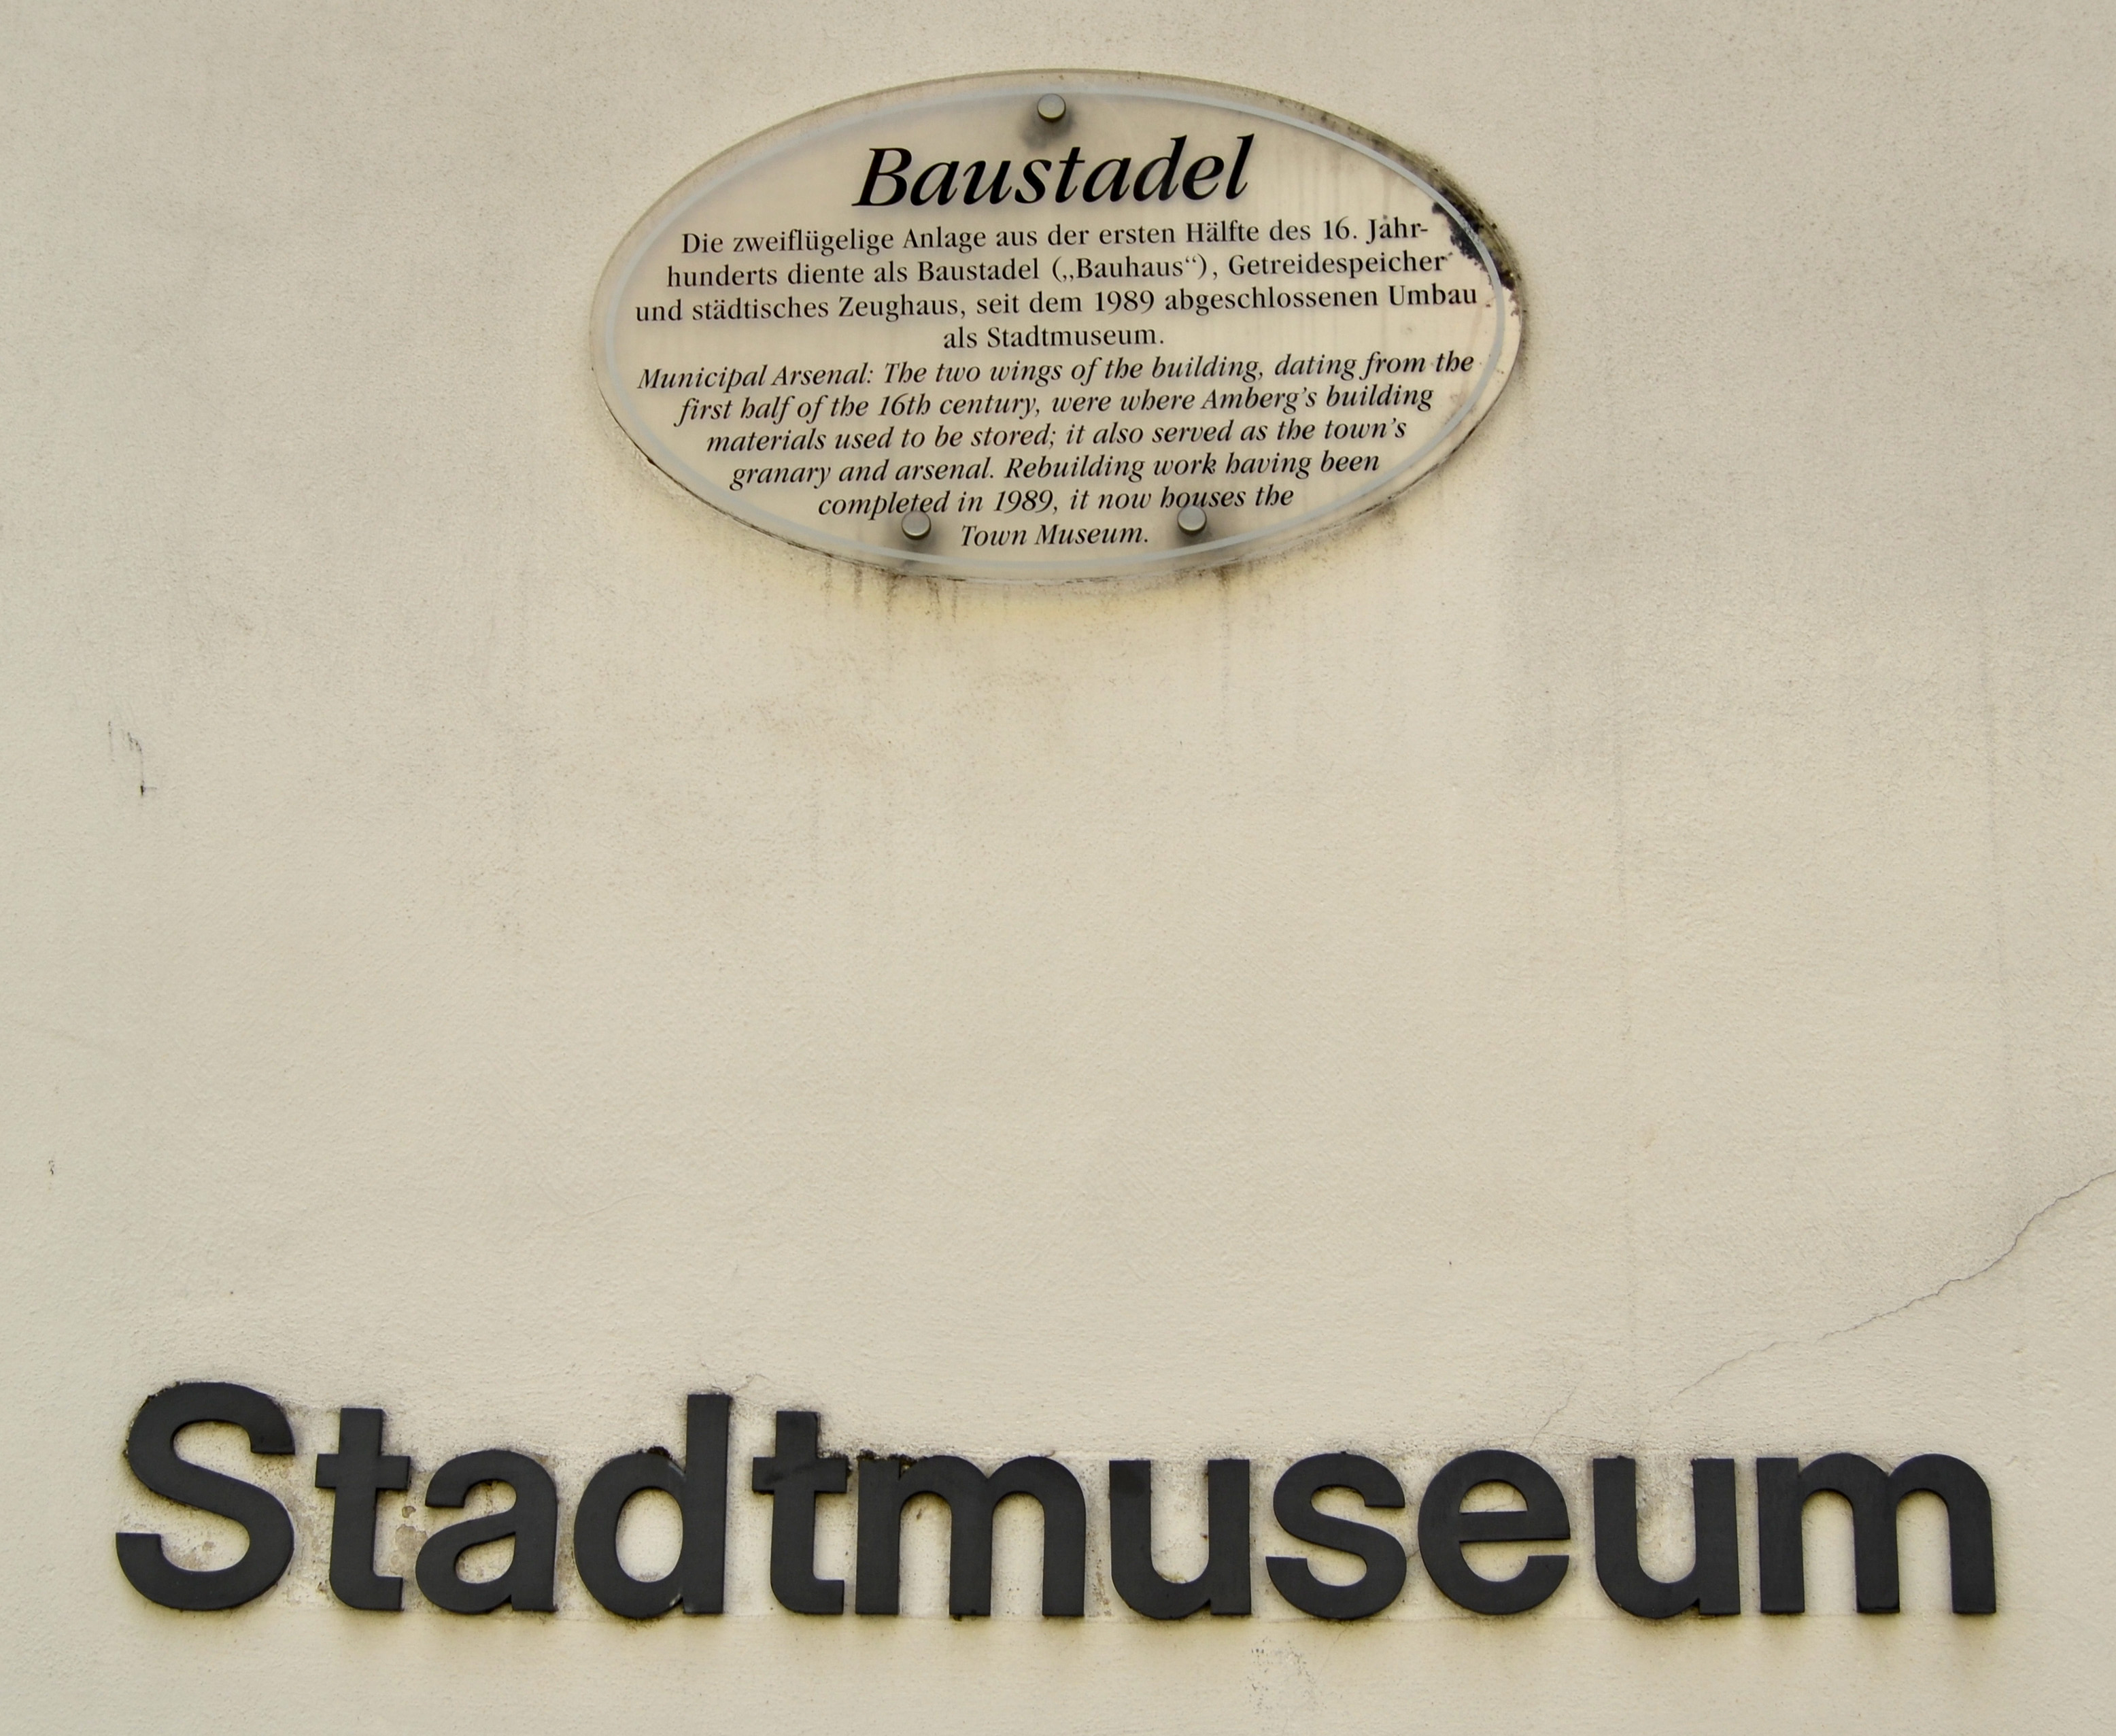 Baustadel
Die zweiflügelige Anlage aus der ersten Hälfte des 16. Jahr-
hunderts diente als Baustadel („Bauhaus“), Getreidespeicher
und städtisches Zeughaus, seit dem 1989 abgeschlossenen Umbau
als Stadtmuseum.
Municipal Arsenal: The two wings of the building, dating from the
first half of the 16th century, were where Amberg's building
materials used to be stored; it also served as the town's
granary and arsenal. Rebuilding work having been
completed in 1989, it now houses the
Town Museum.
Stadtmuseum